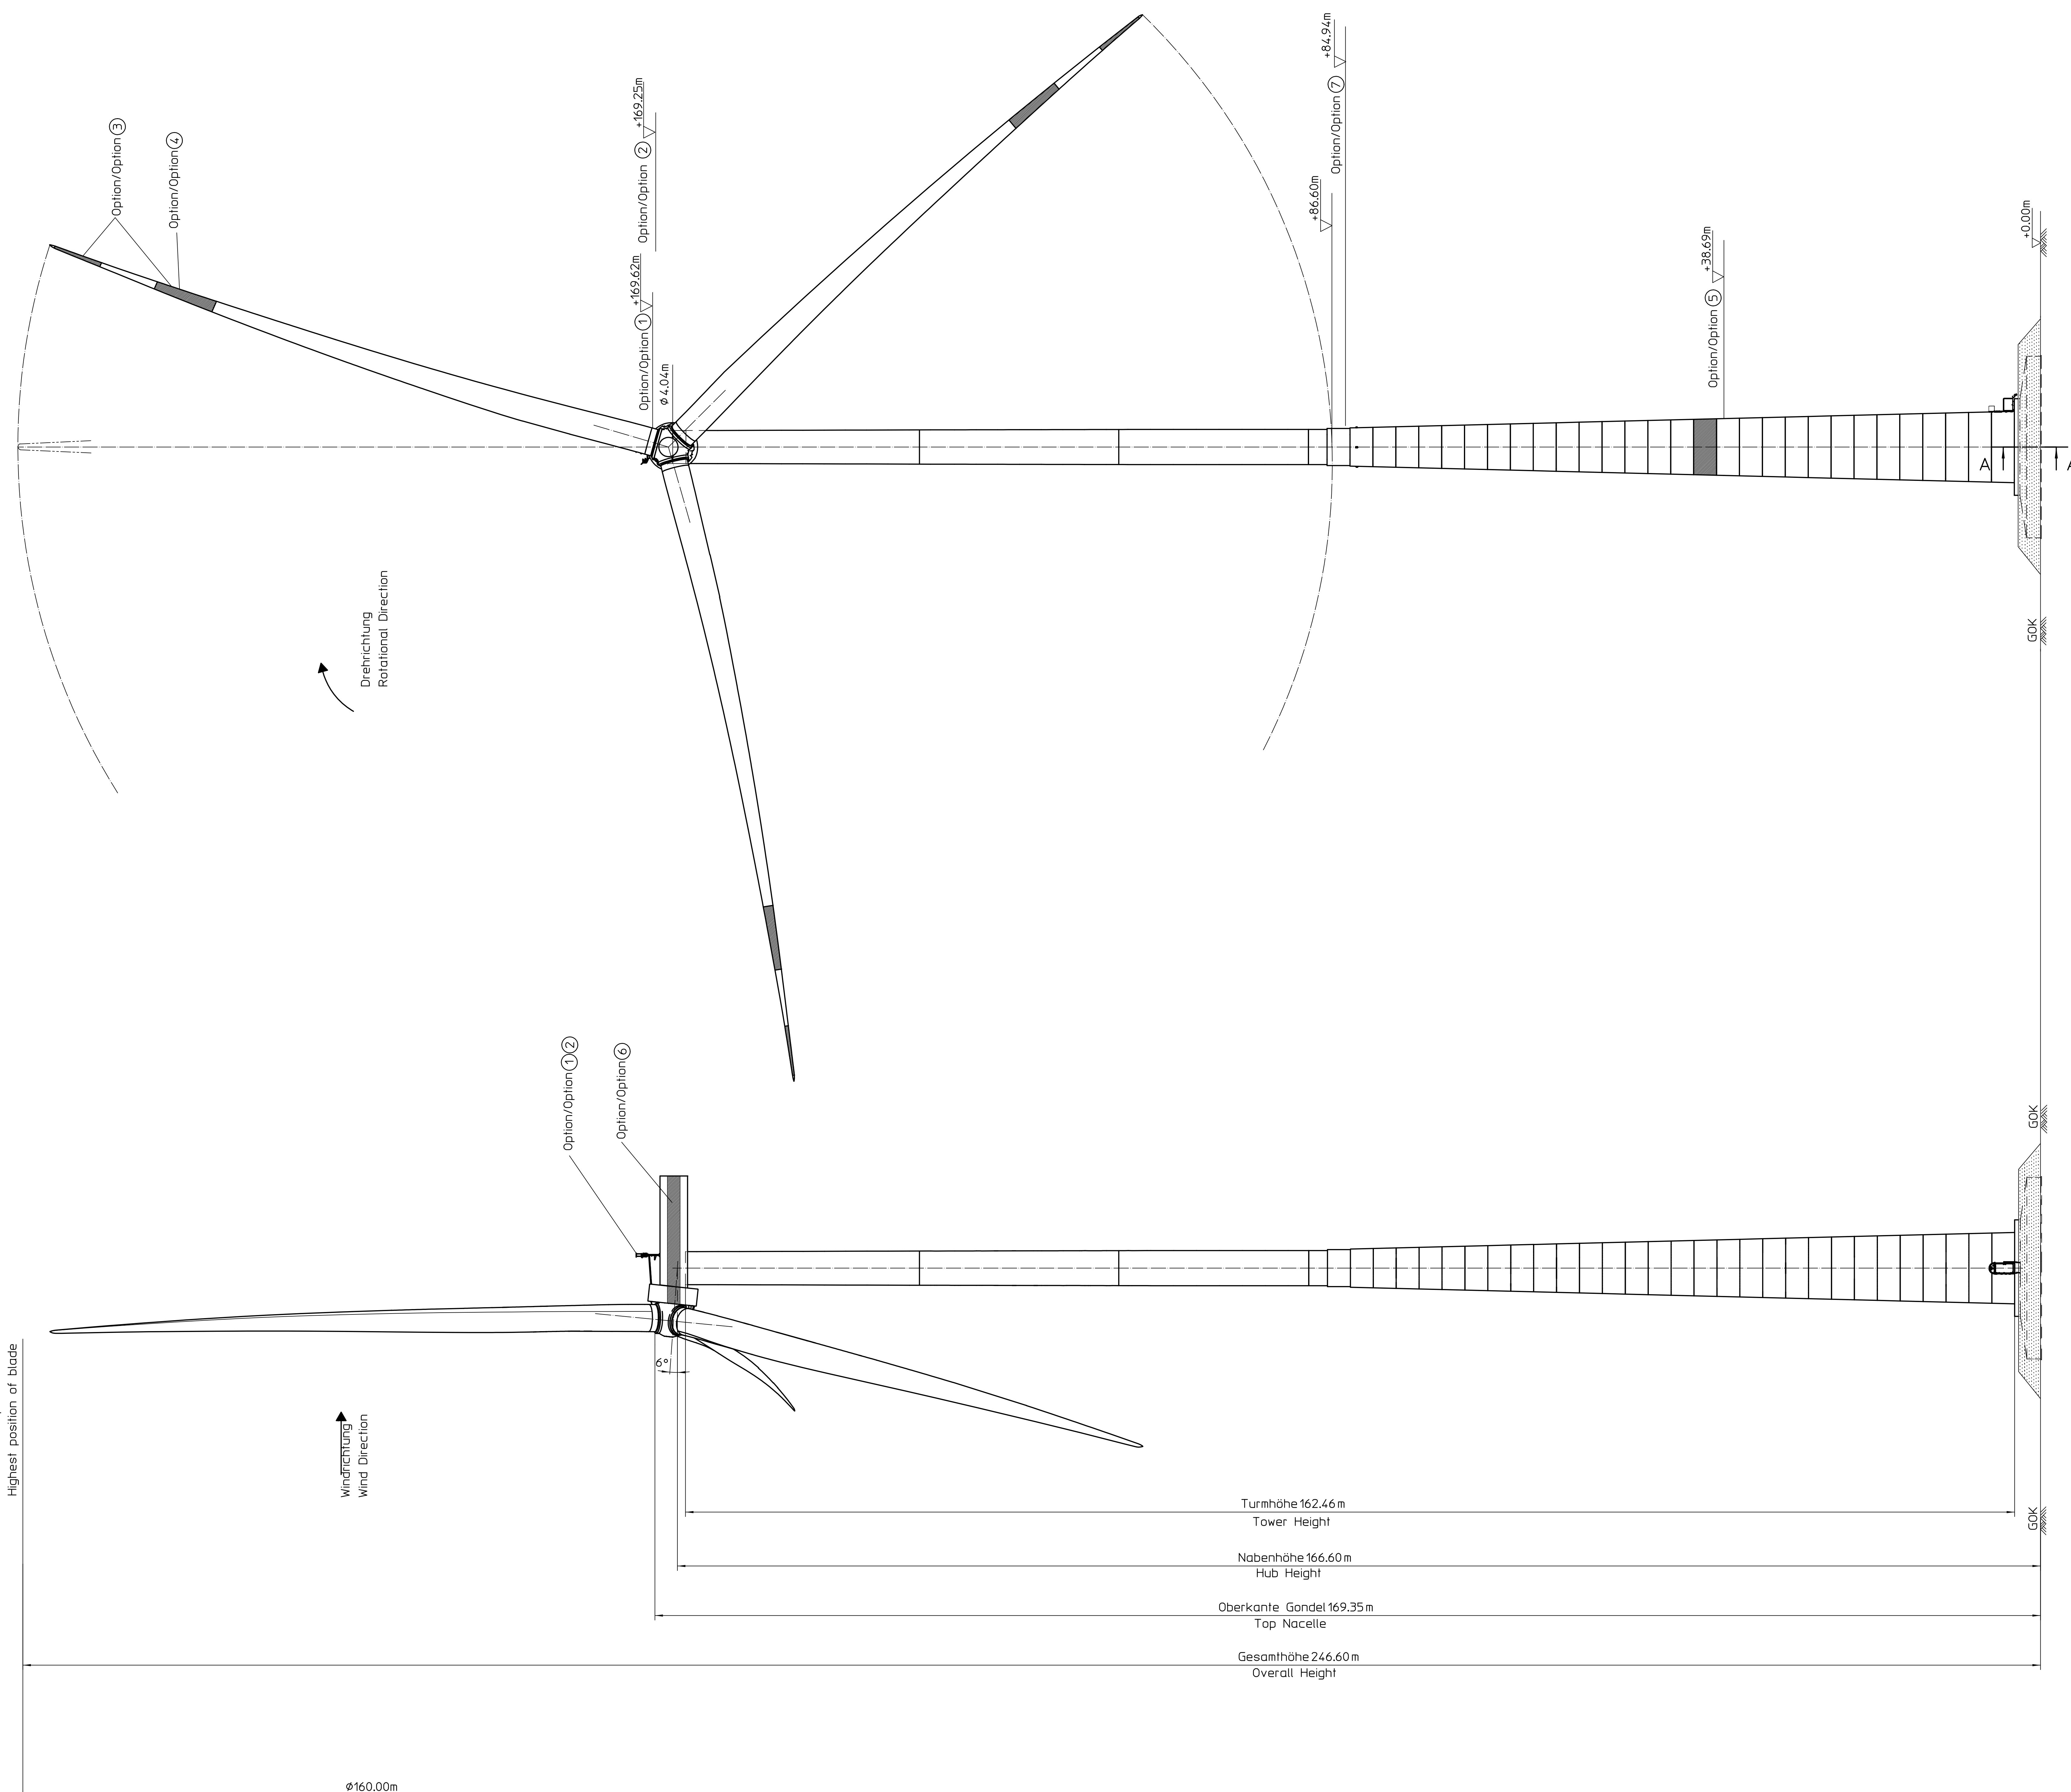 Option/Option 3
Option/Option 4
+169.25m
Option/Option 2
+169.62m
Option/Option 1
ϕ 4.04m
+84.94m
Option/Option 7
+86.60m
+38.69m
Option/Option 5
+0.00m
A
A
GOK
Drehrichtung
Rotational Direction
Option/Option 1 2
Option/Option 6
GOK
6°
Highest position of blade
Windrichtung
Wind Direction
Turmhöhe 162.46 m
Tower Height
GOK
Nabenhöhe 166.60 m
Hub Height
Oberkante Gondel 169.35 m
Top Nacelle
Gesamthöhe 246.60 m
Overall Height
ϕ160.00m